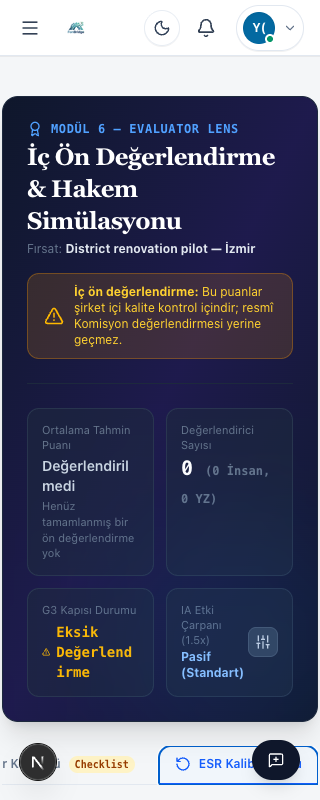 Y(
MODÜL 6 — EVALUATOR LENS
İç Ön Değerlendirme
& Hakem
Simülasyonu
Fırsat: District renovation pilot — İzmir
İç ön değerlendirme: Bu puanlar
şirket içi kalite kontrol içindir; resmî
Komisyon değerlendirmesi yerine
geçmez.
Ortalama Tahmin
Puanı
Değerlendiril
medi
Henüz
tamamlanmış bir
ön değerlendirme
yok
Değerlendirici
Sayısı
0 (0 İnsan,
0 YZ)
G3 Kapısı Durumu
Eksik
Değerlend
irme
IA Etki
Çarpanı
(1.5x)
Pasif
(Standart)
N
Checklist
ESR Kalib